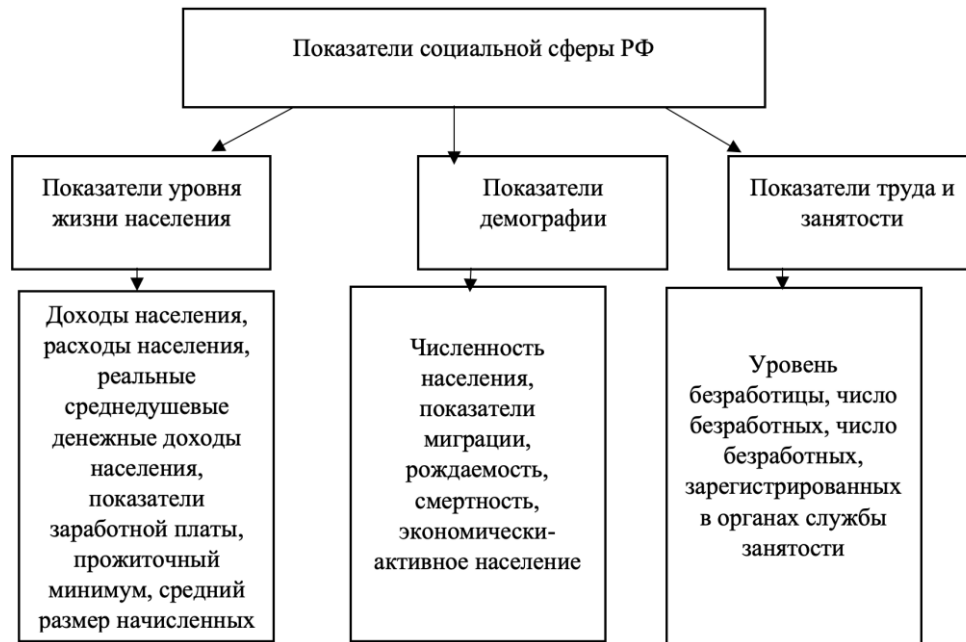 Показатели социальной сферы РФ
Показатели уровня
жизни населения
Показатели
демографии
Показатели труда и
занятости
Доходы населения,
расходы населения,
реальные
среднедушевые
денежные доходы
населения,
показатели
заработной платы,
прожиточный
минимум, средний
размер начисленных
Численность
населения,
показатели
миграции,
рождаемость,
смертность,
экономически-
активное население
Уровень
безработицы, число
безработных, число
безработных,
зарегистрированных
в органах службы
занятости